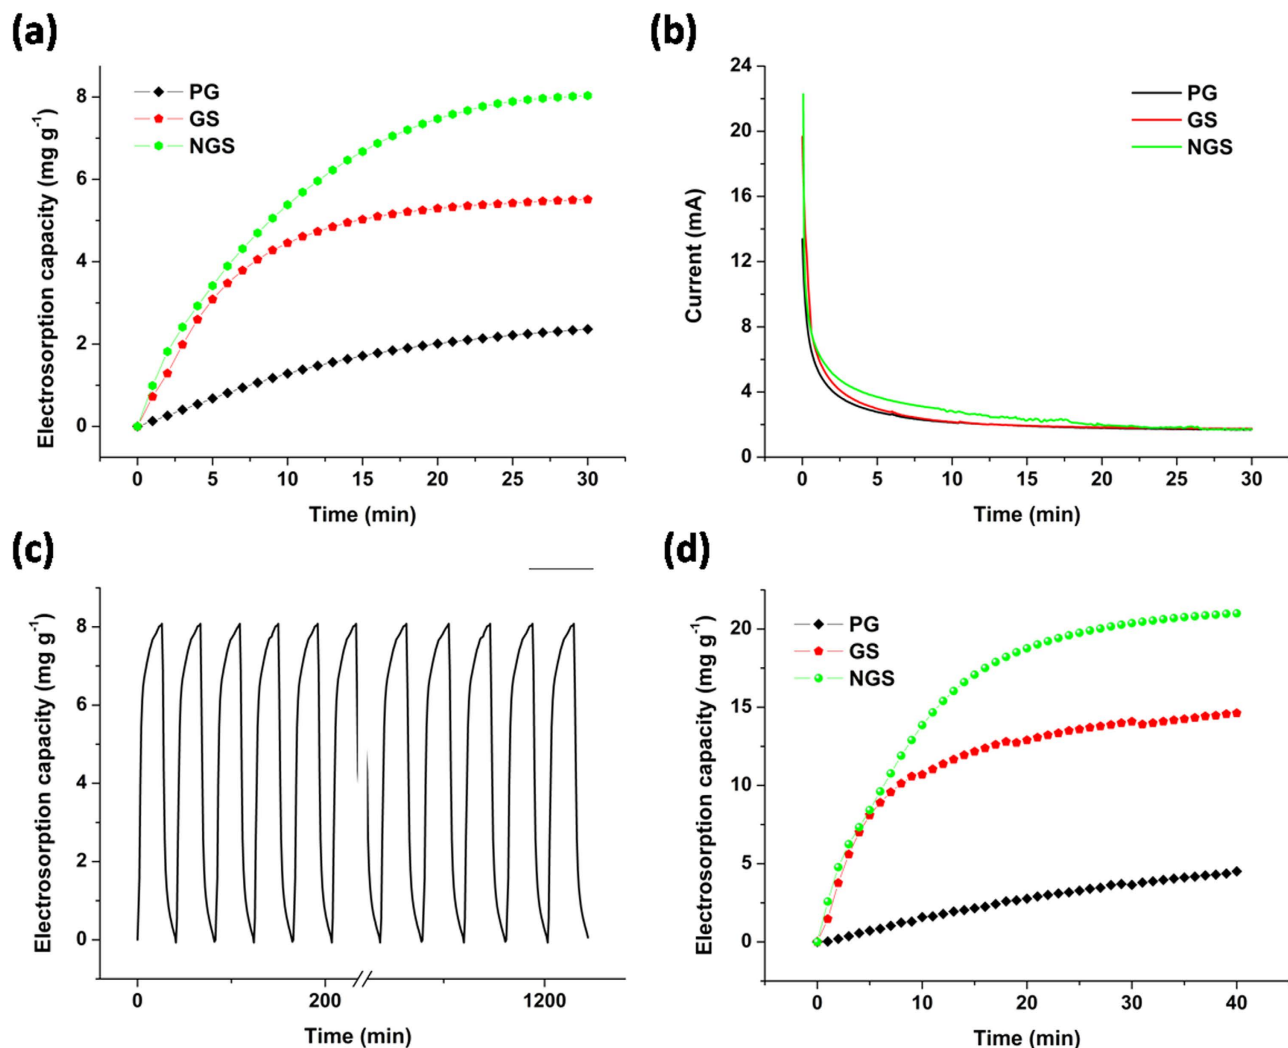 (a)
Electrosorption capacity (mg g⁻¹)
8
6
4
2
0
PG
GS
NGS
0 5 10 15 20 25 30
Time (min)
(b)
Current (mA)
24
20
16
12
8
4
0
PG
GS
NGS
0 5 10 15 20 25 30
Time (min)
(c)
Electrosorption capacity (mg g⁻¹)
8
6
4
2
0
0 200 1200
Time (min)
(d)
Electrosorption capacity (mg g⁻¹)
20
15
10
5
0
PG
GS
NGS
0 10 20 30 40
Time (min)